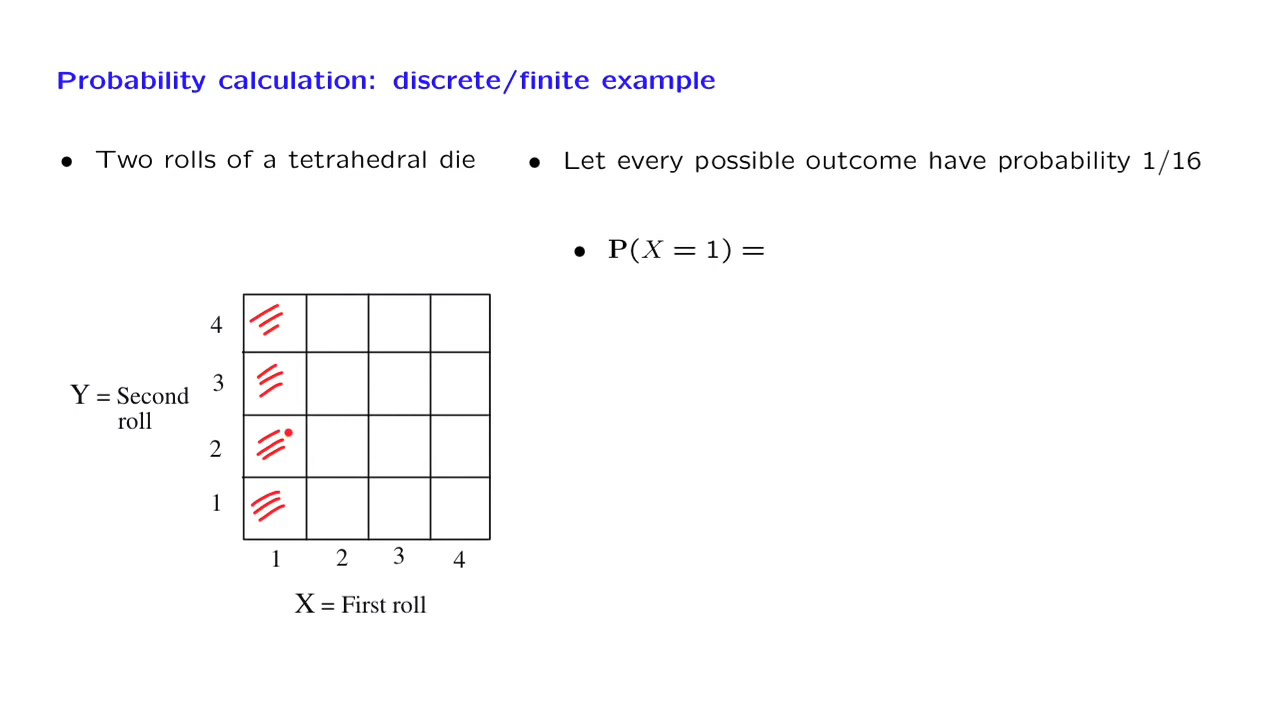 Probability calculation: discrete/finite example
• Two rolls of a tetrahedral die
• Let every possible outcome have probability 1/16
• P(X = 1) =
4
3
Y = Second
roll
2
1
1 2 3 4
X = First roll